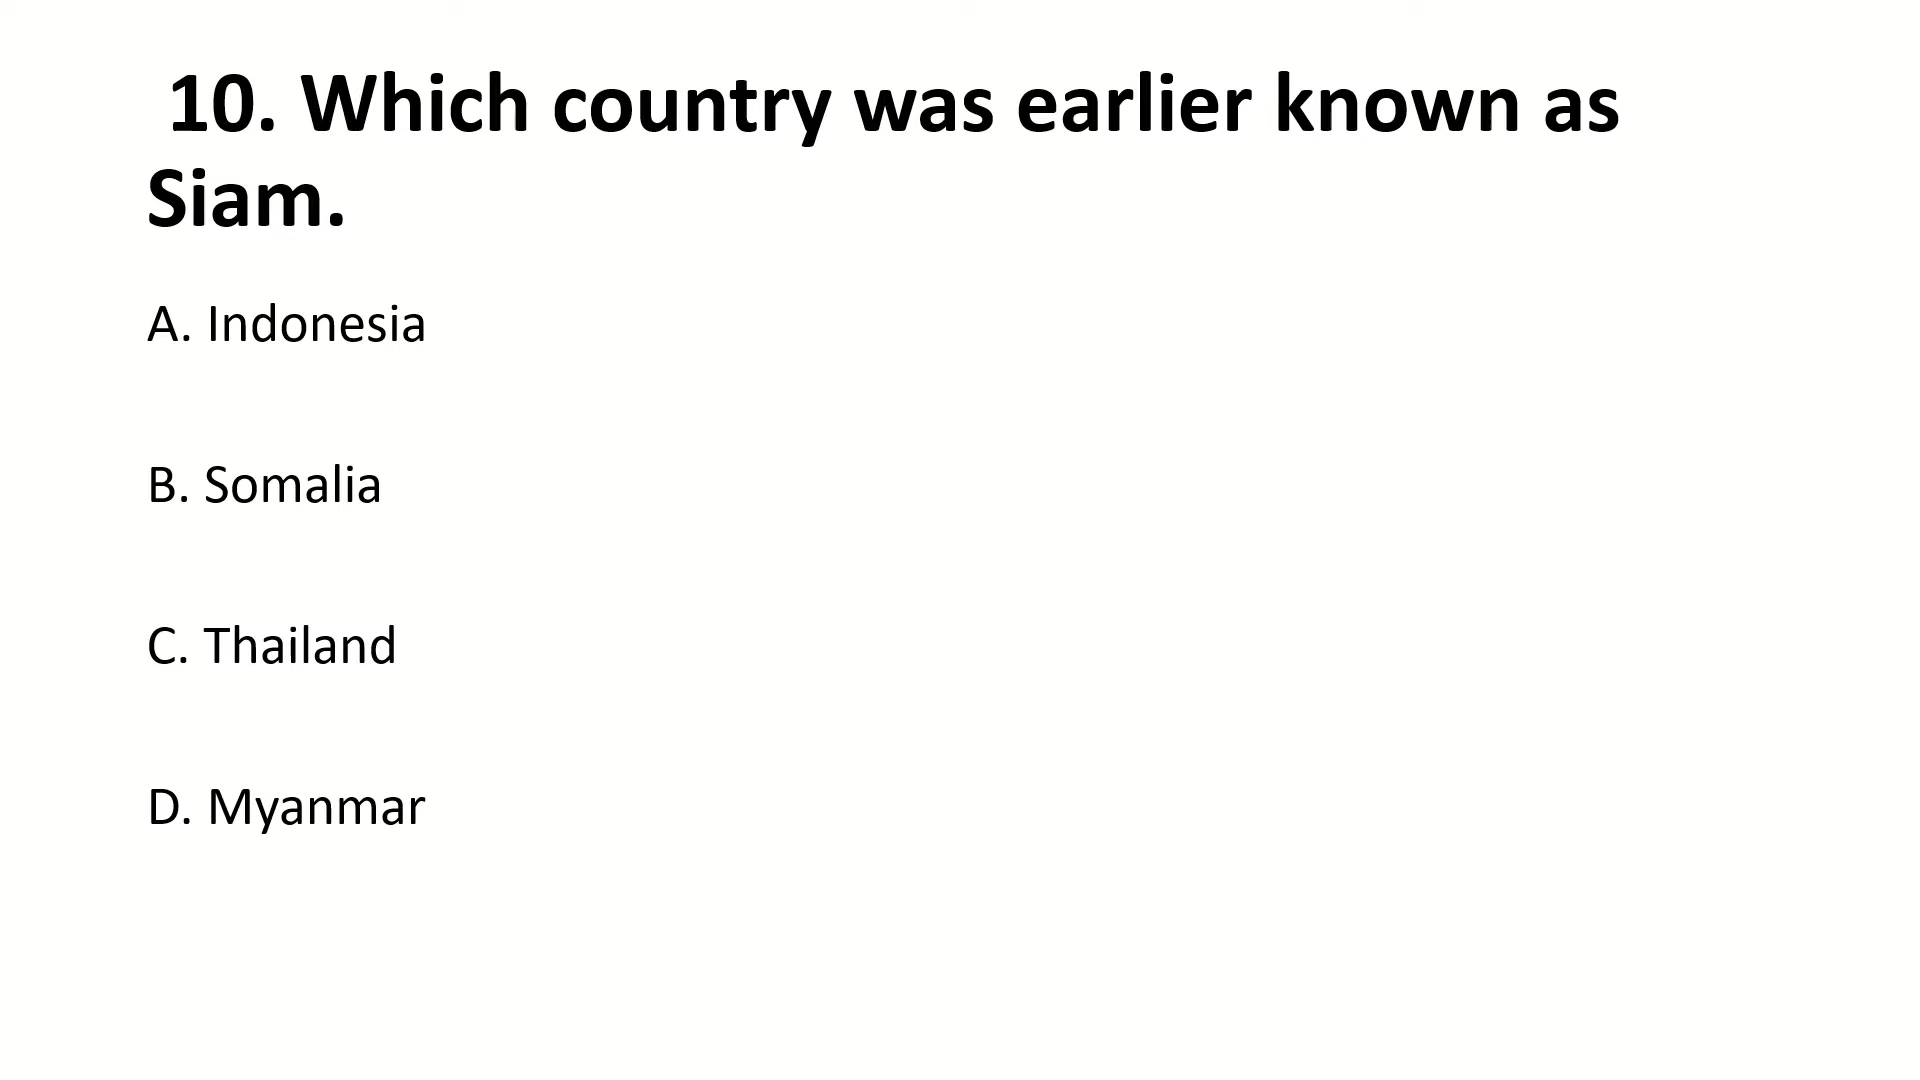 10. Which country was earlier known as
Siam.
A. Indonesia
B. Somalia
C. Thailand
D. Myanmar